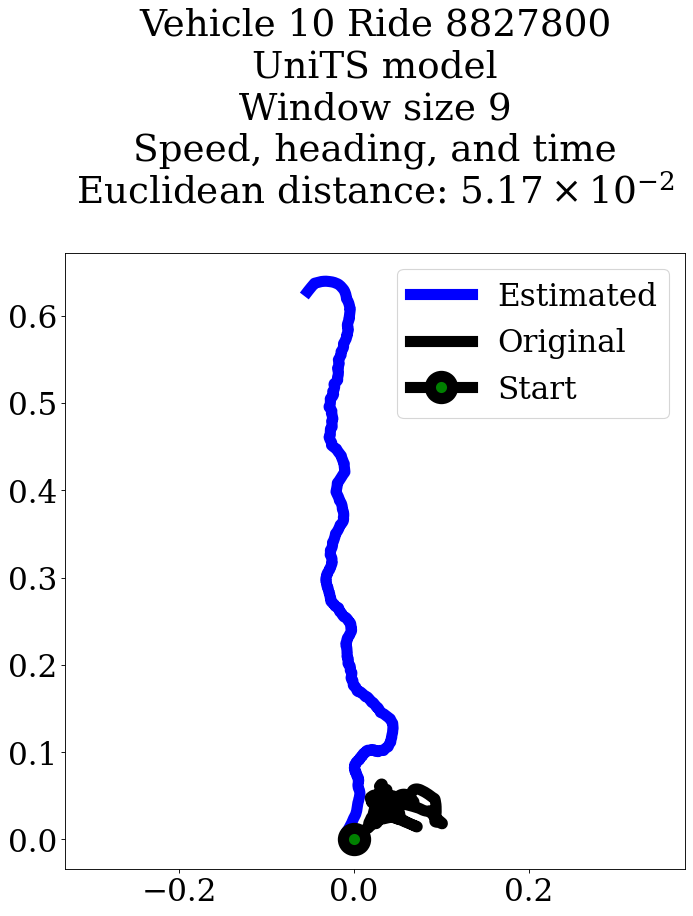 Vehicle 10 Ride 8827800
UniTS model
Window size 9
Speed, heading, and time
Euclidean distance: 5.17 × 10⁻²
Estimated
Original
Start
0.6
0.5
0.4
0.3
0.2
0.1
0.0
−0.2 0.0 0.2